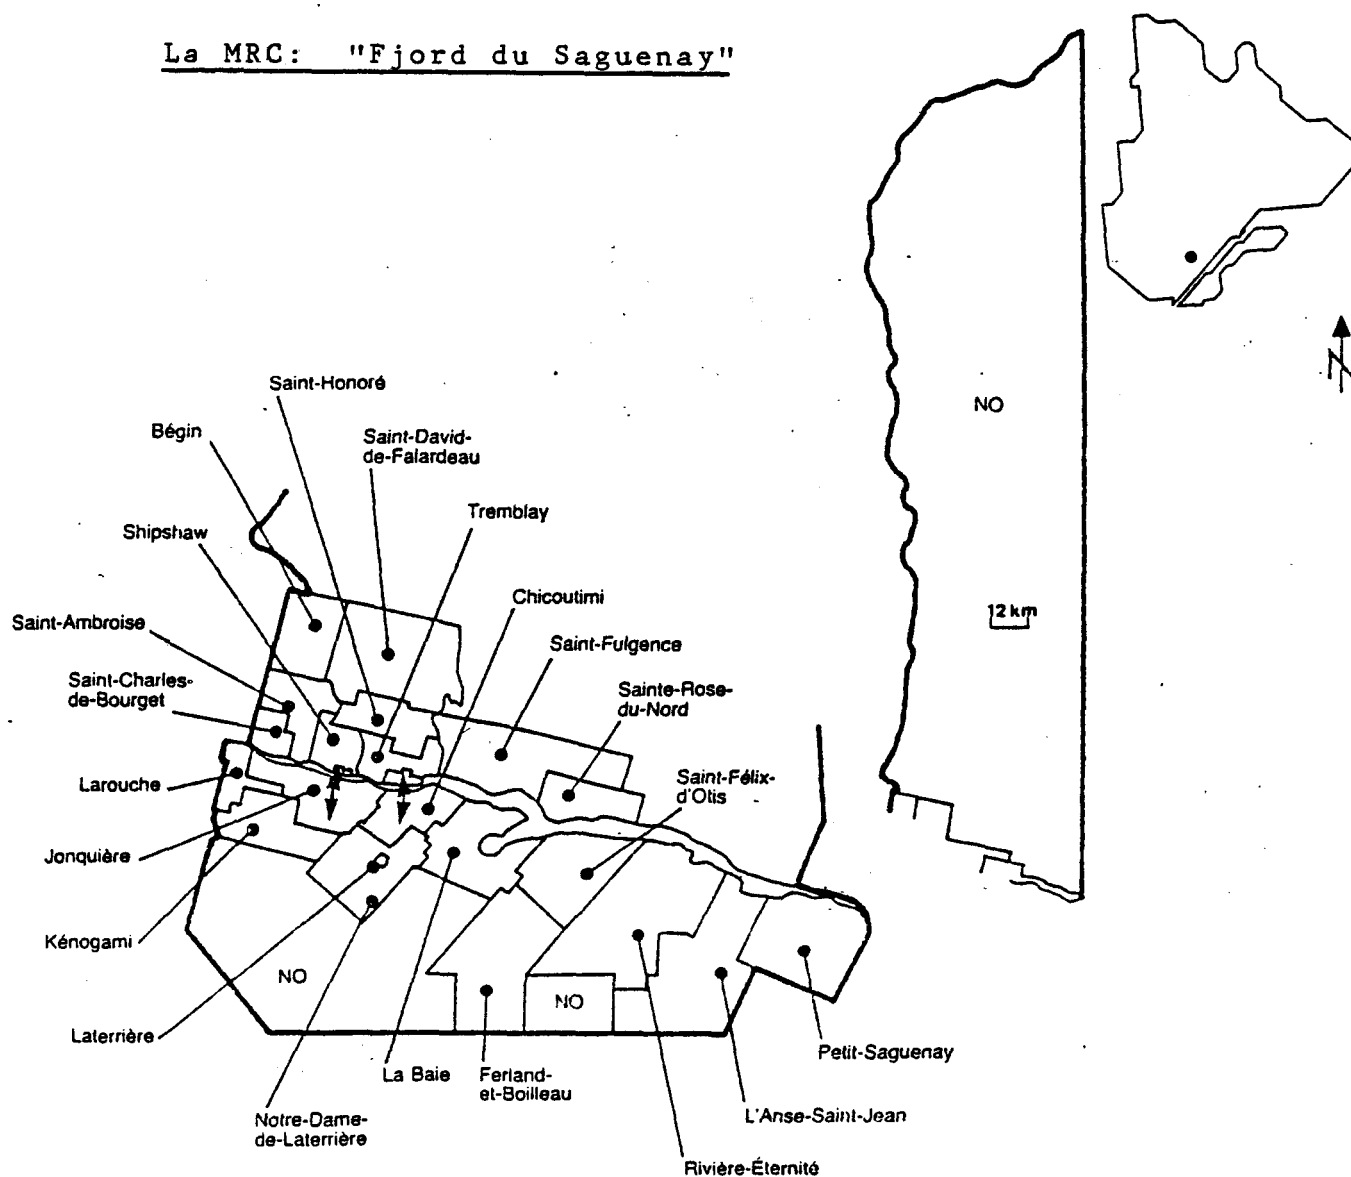 La MRC: "Fjord du Saguenay"
N
NO
12 km
Saint-Honoré
Bégin
Saint-David-
de-Falardeau
Tremblay
Shipshaw
Chicoutimi
Saint-Ambroise
Saint-Fulgence
Saint-Charles-
de-Bourget
Sainte-Rose-
du-Nord
Larouche
Saint-Félix-
d'Otis
Jonquière
Kénogami
NO
NO
Laterrière
Petit-Saguenay
La Baie
Ferland-
et-Boilleau
L'Anse-Saint-Jean
Notre-Dame-
de-Laterrière
Rivière-Éternité